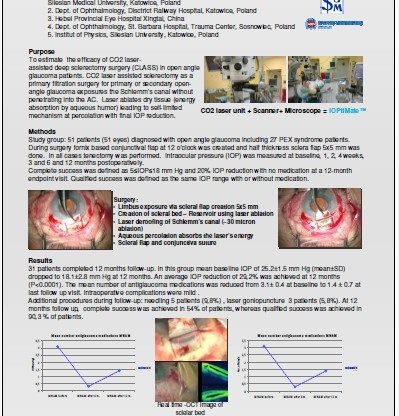 Silesian Medical University, Katowice, Poland
2. Dept. of Ophthalmology, Disctrict Railway Hospital, Katowice, Poland
3. Hebei Provincial Eye Hospital Xingtai, China
4. Dept. of Ophthalmology, St. Barbara Hospital, Trauma Center, Sosnowiec, Poland
5. Institut of Physics, Silesian University, Katowice, Poland
Purpose
To estimate the efficacy of CO2 laser-
assisted deep sclerectomy surgery (CLASS) in open angle
glaucoma patients. CO2 laser assisted sclerectomy as a
primary filtration surgery for primary or secondary open-
angle glaucoma exposures the Schlemm's canal without
penetrating into the AC. Laser ablates dry tissue (energy
absorption by aqueous humor) leading to self limited
mechanism at percolation with final IOP reduction.
CO2 laser unit + Scanner+ Microscope = IOPtiMate™
Methods
Study group: 51 patients (51 eyes) diagnosed with open angle glaucoma including 27 PEX syndrome patients.
During surgery fornix based conjunctival flap at 12 o'clock was created and half thickness sclera flap 5x5 mm was
done. In all cases tenectomy was performed. Intraocular pressure (IOP) was measured at baseline, 1, 2, 4 weeks,
3 and 6 and 12 months postoperatively.
Complete success was defined as 5≤IOP≤18 mm Hg and 20% IOP reduction with no medication at a 12-month
endpoint visit. Qualified success was defined as the same IOP range with or without medication.
Surgery:
- Limbus exposure via scleral flap creasion 5x5 mm
- Creation of scleral bed – Reservoir using laser ablation
- Laser deroofing of Schlemm's canal (-30 micron
ablation)
- Aqueous percolation absorbs the laser's energy
- Scleral flap and conjunctiva suture
Results
31 patients completed 12 months follow-up. In this group mean baseline IOP of 25.2±1.5 mm Hg (mean±SD)
dropped to 18.1±2.8 mm Hg at 12 months. An average IOP reduction of 29,2% was achieved at 12 months
(P<0.0001). The mean number of antiglaucoma medications was reduced from 3.1± 0.4 at baseline to 1.4 ± 0.7 at
last follow up visit. Intraoperative complications were mild .
Additional procedures during follow-up: needling 5 patients (9,8%) , laser goniopuncture 3 patients (5,8%). At 12
months follow up, complete success was achieved in 54% of patients, whereas qualified success was achieved in
90,3 % of patients.
Mean number antiglaucoma medications
Mean number antiglaucoma medications
Real time -OCT image of
scleral bed